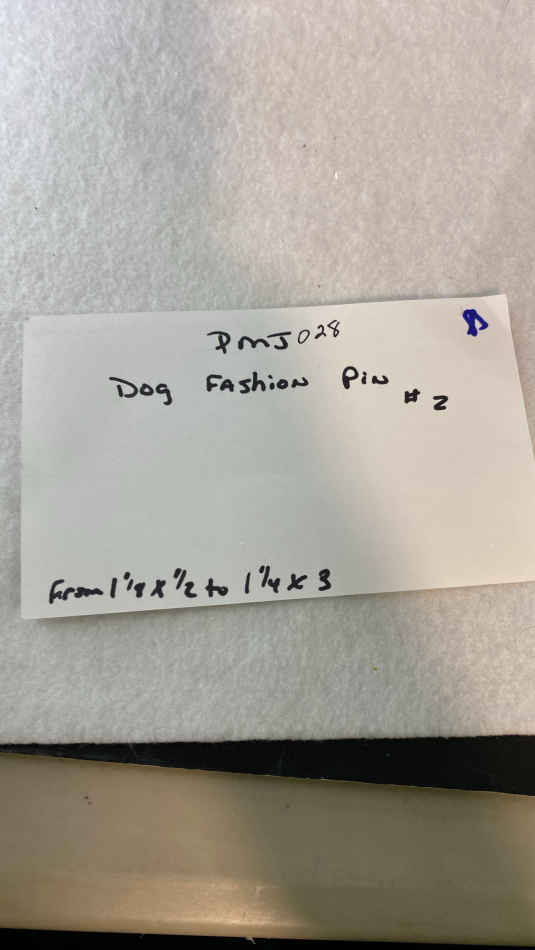 PMJ028
Dog Fashion Pin # 2
From 1 1/8 x 1/2 to 1 1/4 x 3